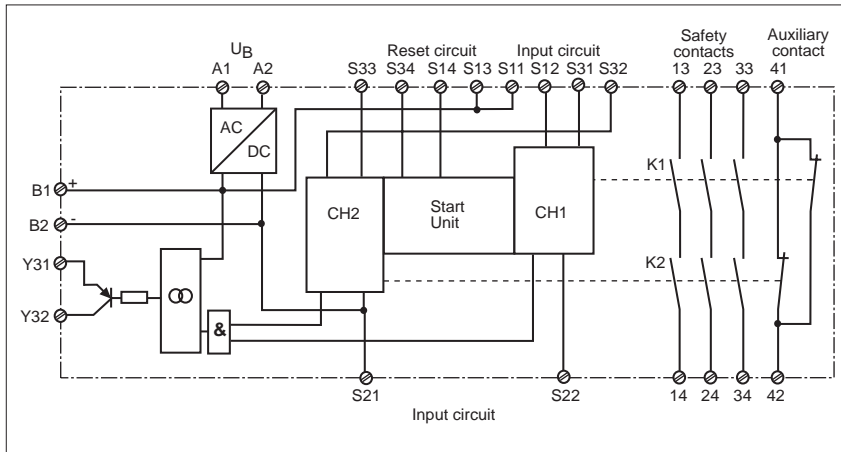 UB Reset circuit Input circuit Safety contacts Auxiliary contact
A1 A2 S33 S34 S14 S13 S11 S12 S31 S32 13 23 33 41
AC
DC
B1 +
K1
CH2 Start Unit CH1
B2 -
Y31
K2
Y32
&
S21 S22 14 24 34 42
Input circuit